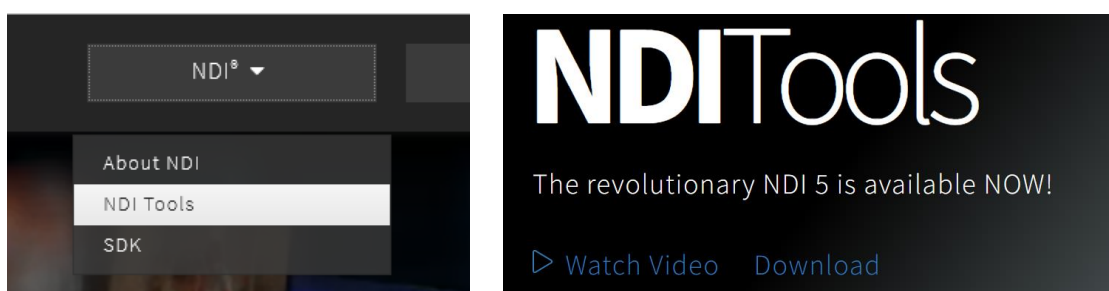 NDI®
About NDI
NDI Tools
SDK
NDITools
The revolutionary NDI 5 is available NOW!
Watch Video Download